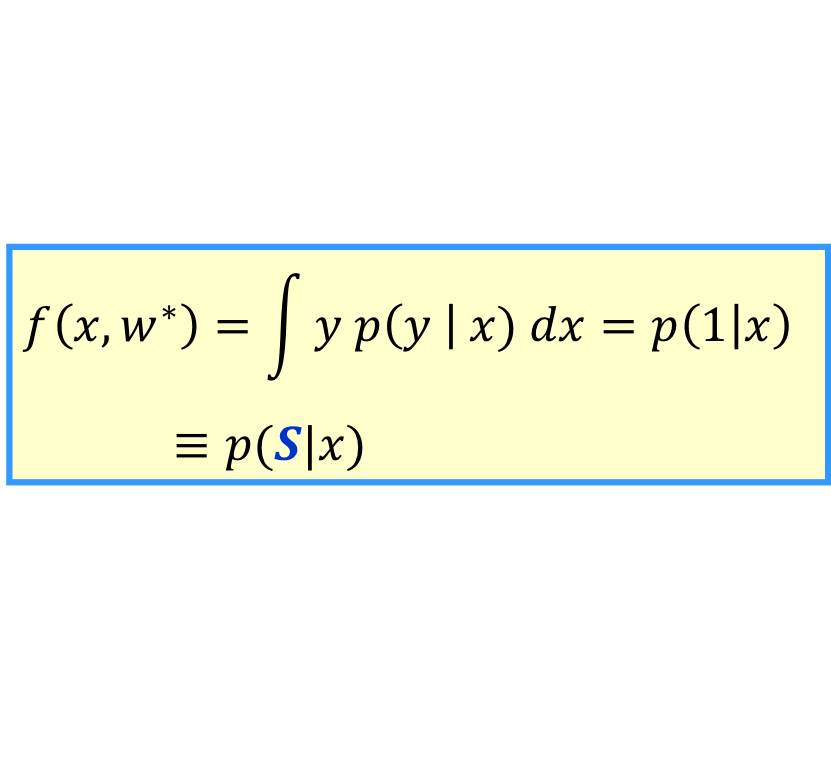 f(x, w*) = ∫ y p(y | x) dx = p(1|x)
≡ p(S|x)